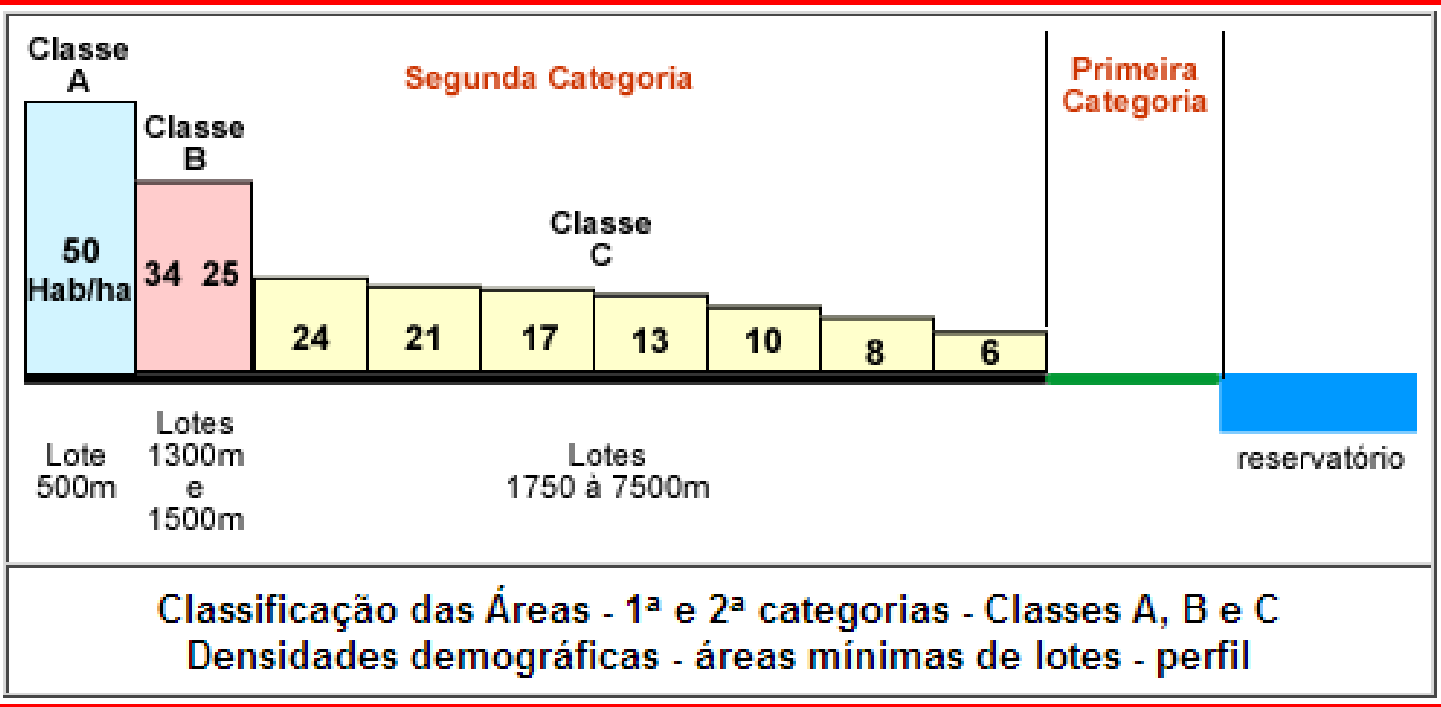 Classe
A
Segunda Categoria
Primeira
Categoria
Classe
B
Classe
C
50
Hab/ha
34 25
24
21
17
13
10
8
6
Lote
500m
Lotes
1300m
e
1500m
Lotes
1750 à 7500m
reservatório
Classificação das Áreas - 1ª e 2ª categorias - Classes A, B e C
Densidades demográficas - áreas mínimas de lotes - perfil